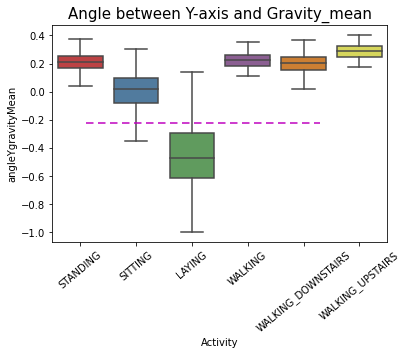 Angle between Y-axis and Gravity_mean
angleYgravityMean
0.4
0.2
0.0
−0.2
−0.4
−0.6
−0.8
−1.0
STANDING
SITTING
LAYING
WALKING
WALKING_DOWNSTAIRS
WALKING_UPSTAIRS
Activity